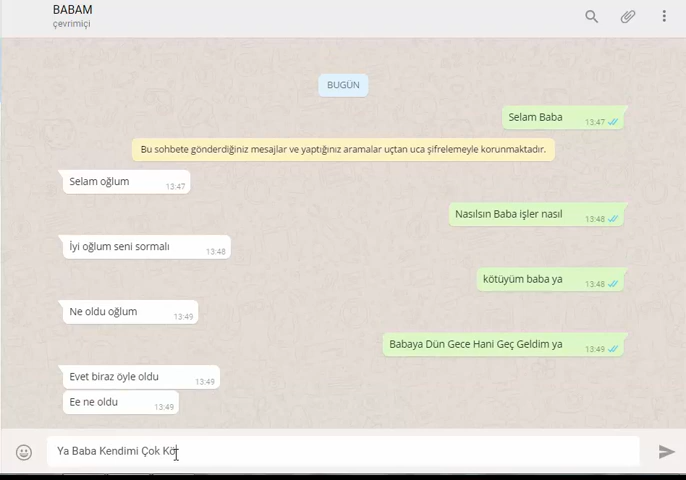 BABAM
çevrimiçi
BUGÜN
Selam Baba
13:47
Bu sohbete gönderdiğiniz mesajlar ve yaptığınız aramalar uçtan uca şifrelemeyle korunmaktadır.
Selam oğlum
13:47
Nasılsın Baba işler nasıl
13:48
İyi oğlum seni sormalı
13:48
kötüyüm baba ya
13:48
Ne oldu oğlum
13:49
Babaya Dün Gece Hani Geç Geldim ya
13:49
Evet biraz öyle oldu
13:49
Ee ne oldu
13:49
Ya Baba Kendimi Çok Kö